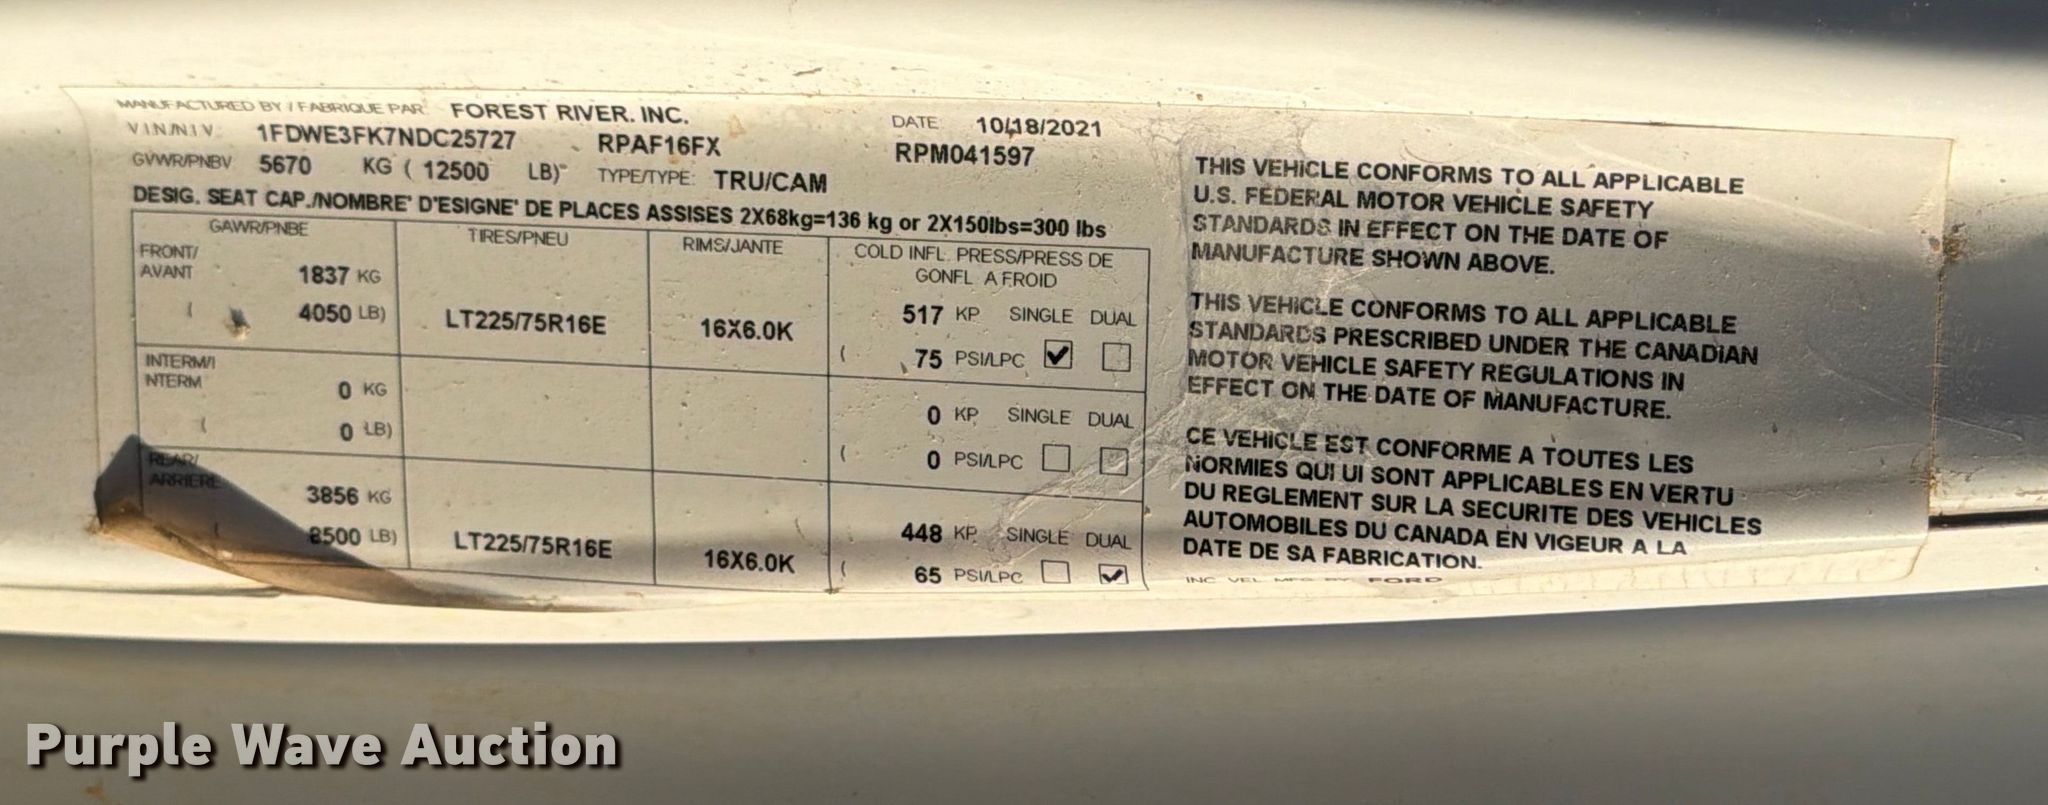 MANUFACTURED BY / FABRIQUE PAR FOREST RIVER. INC. DATE 10/18/2021
V I N /N I V 1FDWE3FK7NDC25727 RPAF16FX RPM041597
GVWR/PNBV 5670 KG ( 12500 LB) TYPE/TYPE: TRU/CAM
DESIG. SEAT CAP./NOMBRE' D'ESIGNE' DE PLACES ASSISES 2X68kg=136 kg or 2X150lbs=300 lbs
GAWR/PNBE TIRES/PNEU RIMS/JANTE COLD INFL. PRESS/PRESS DE
GONFL A FROID
FRONT/
AVANT 1837 KG
( 4050 LB) LT225/75R16E 16X6.0K 517 KP SINGLE DUAL
( 75 PSI/LPC
INTERM/I
NTERM 0 KG 0 KP SINGLE DUAL
( 0 LB) ( 0 PSI/LPC
REAR/
ARRIERE 3856 KG
( 8500 LB) LT225/75R16E 16X6.0K 448 KP SINGLE DUAL
( 65 PSI/LPC
THIS VEHICLE CONFORMS TO ALL APPLICABLE
U.S. FEDERAL MOTOR VEHICLE SAFETY
STANDARDS IN EFFECT ON THE DATE OF
MANUFACTURE SHOWN ABOVE.
THIS VEHICLE CONFORMS TO ALL APPLICABLE
STANDARDS PRESCRIBED UNDER THE CANADIAN
MOTOR VEHICLE SAFETY REGULATIONS IN
EFFECT ON THE DATE OF MANUFACTURE.
CE VEHICLE EST CONFORME A TOUTES LES
NORMIES QUI UI SONT APPLICABLES EN VERTU
DU REGLEMENT SUR LA SECURITE DES VEHICLES
AUTOMOBILES DU CANADA EN VIGEUR A LA
DATE DE SA FABRICATION.
INC VEL MFG BY FORD
Purple Wave Auction